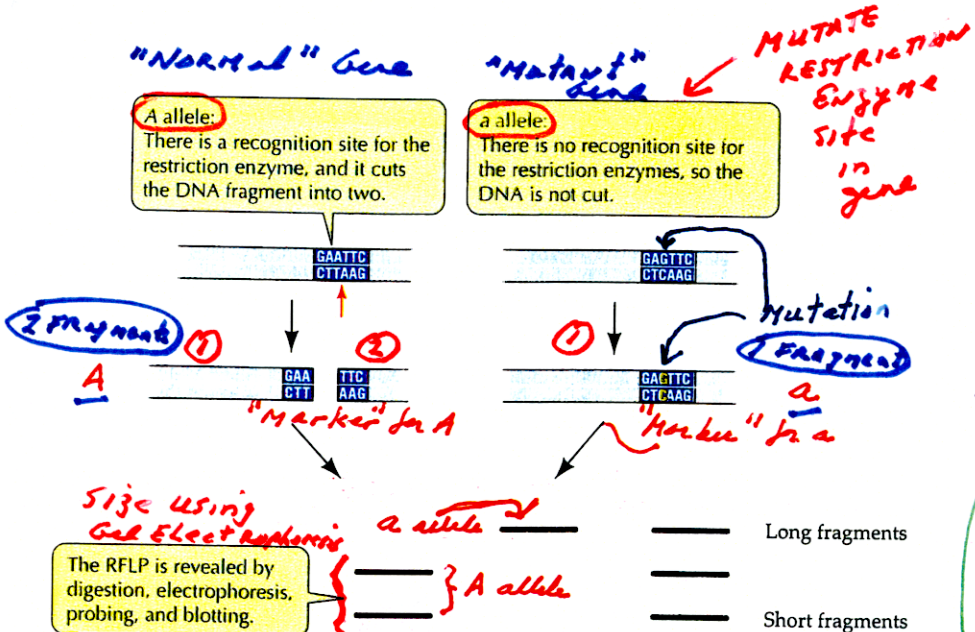 "NORMAL" Gene
"MUTANT"
Gene
MUTATE
RESTRICTION
ENZYME
Site
in
gene
A allele:
There is a recognition site for the
restriction enzyme, and it cuts
the DNA fragment into two.
a allele:
There is no recognition site for
the restriction enzymes, so the
DNA is not cut.
GAATTC
CTTAAG
GAGTTC
CTCAAG
Mutation
2 FRAgments
1
2
1
1 FRAgment
A
GAA
CTT
TTC
AAG
GAGTTC
CTCAAG
a
"Marker" for A
"Marker" for a
Size using
Gel Electrophoresis
a allele
Long fragments
The RFLP is revealed by
digestion, electrophoresis,
probing, and blotting.
A allele
Short fragments